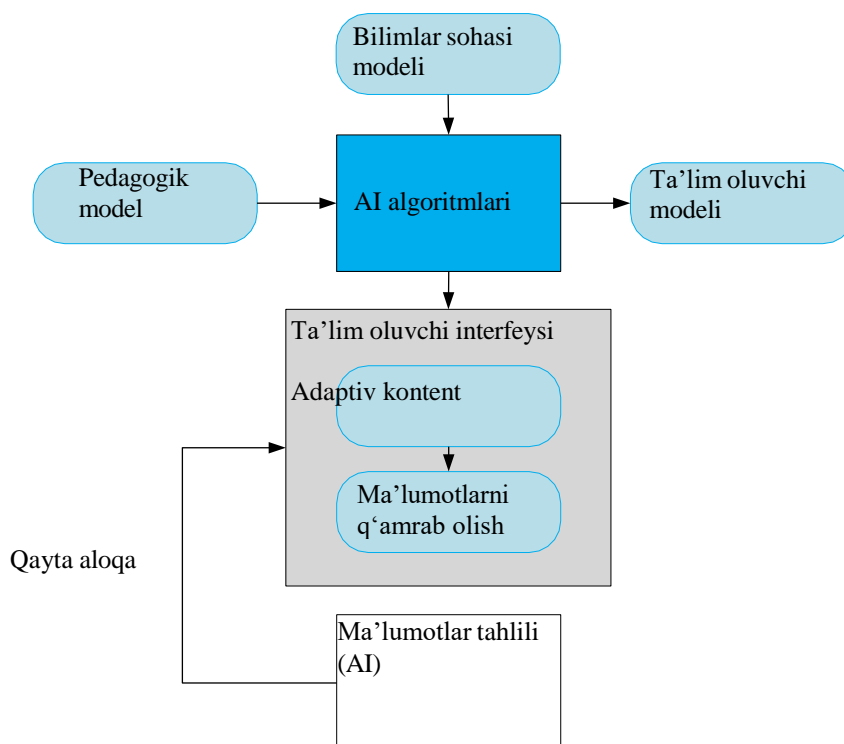 Bilimlar sohasi
modeli
Pedagogik
model
AI algoritmlari
Ta’lim oluvchi
modeli
Ta’lim oluvchi interfeysi
Adaptiv kontent
Ma’lumotlarni
q‘amrab olish
Qayta aloqa
Ma’lumotlar tahlili
(AI)